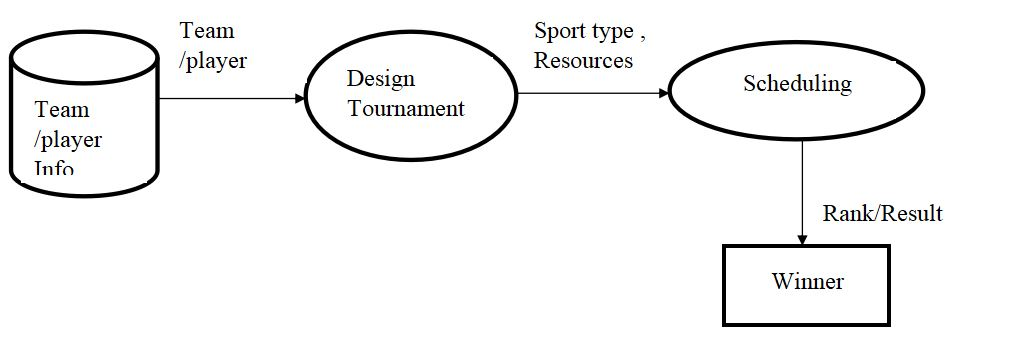 Team
/player
Info
Team
/player
Design
Tournament
Sport type ,
Resources
Scheduling
Rank/Result
Winner